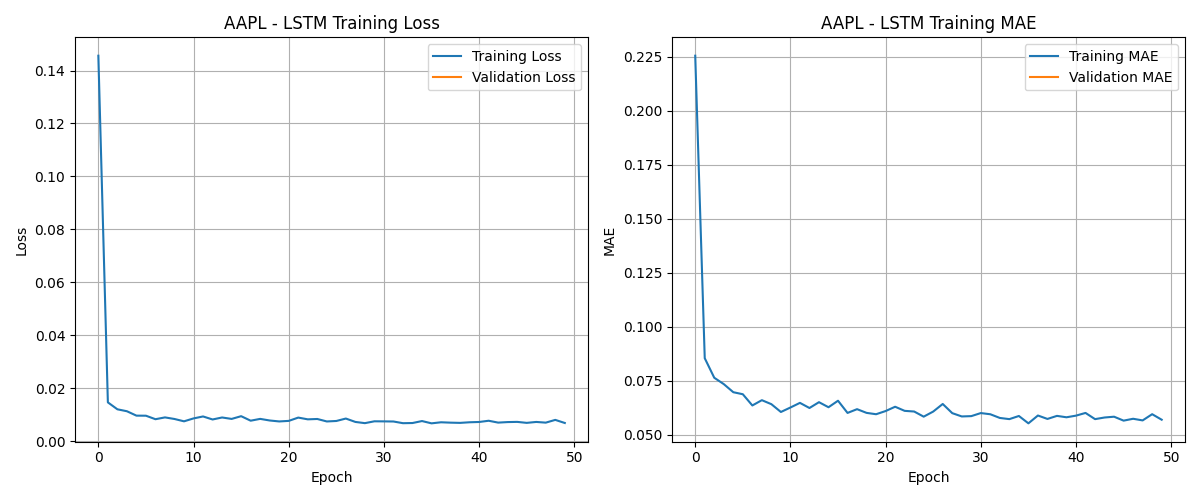 AAPL - LSTM Training Loss
Training Loss
Validation Loss
0.14
0.12
0.10
0.08
0.06
0.04
0.02
0.00
Loss
0 10 20 30 40 50
Epoch
AAPL - LSTM Training MAE
Training MAE
Validation MAE
0.225
0.200
0.175
0.150
0.125
0.100
0.075
0.050
MAE
0 10 20 30 40 50
Epoch